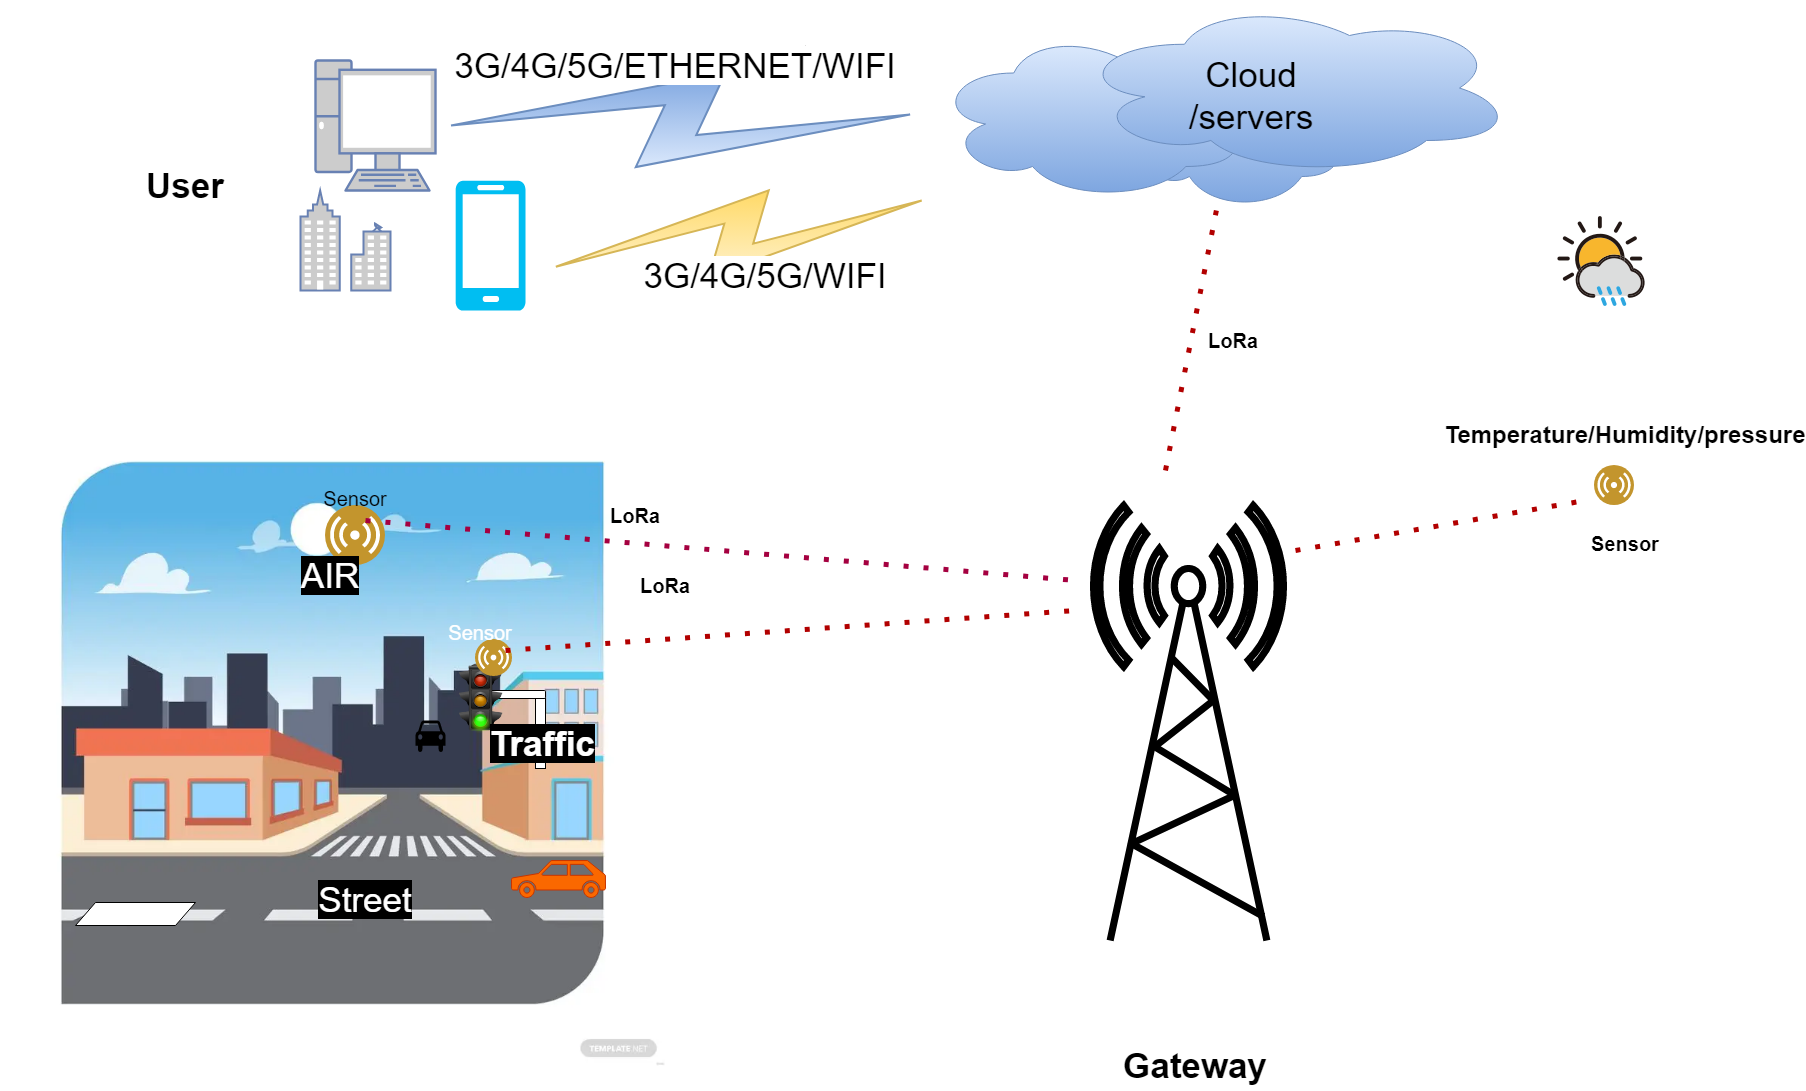 3G/4G/5G/ETHERNET/WIFI
Cloud
/servers
User
3G/4G/5G/WIFI
LoRa
Temperature/Humidity/pressure
Sensor
LoRa
Sensor
AIR
LoRa
Sensor
Traffic
Street
TEMPLATE.NET
Gateway